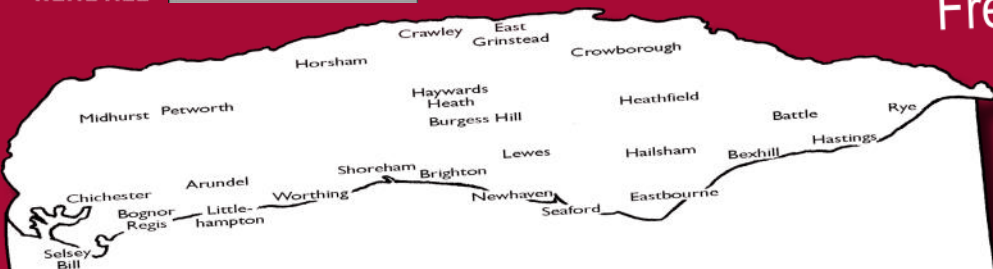 Fre
Crawley
East
Grinstead
Crowborough
Horsham
Haywards
Heath
Heathfield
Midhurst
Petworth
Burgess Hill
Battle
Rye
Hastings
Lewes
Hailsham
Bexhill
Shoreham
Brighton
Chichester
Arundel
Worthing
Newhaven
Eastbourne
Bognor
Regis
Little-
hampton
Seaford
Selsey
Bill